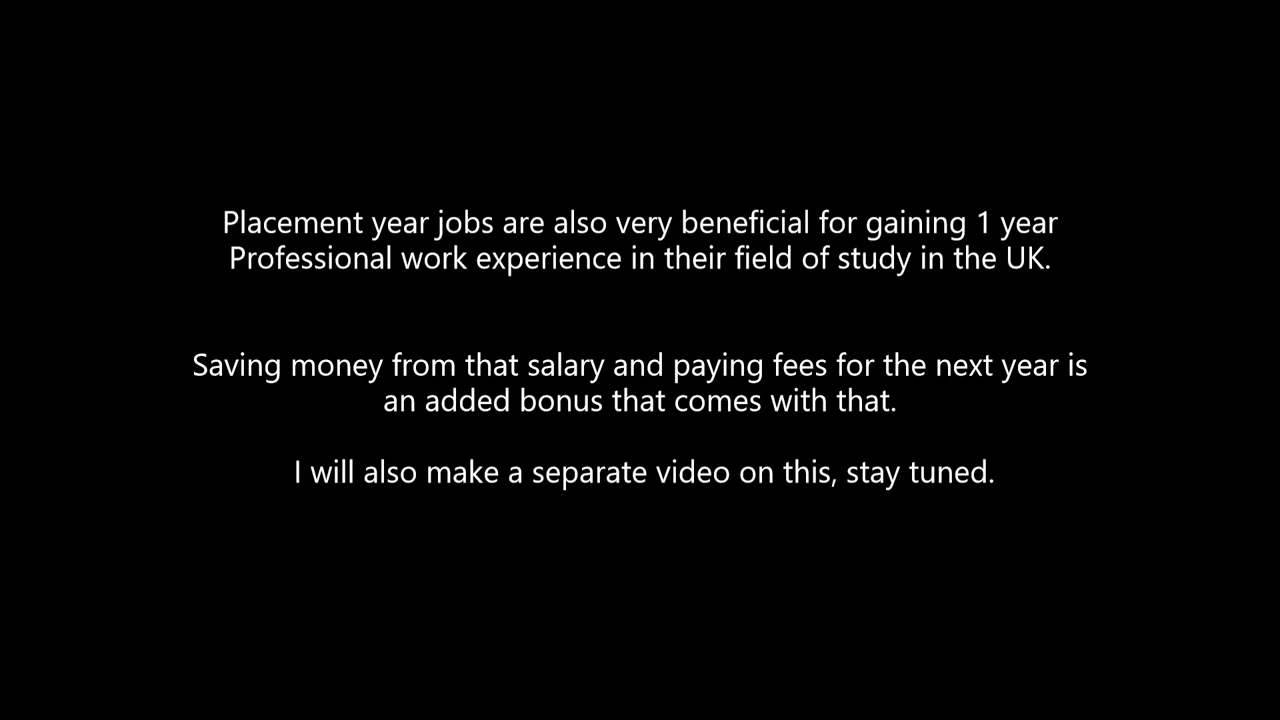 Placement year jobs are also very beneficial for gaining 1 year
Professional work experience in their field of study in the UK.
Saving money from that salary and paying fees for the next year is
an added bonus that comes with that.
I will also make a separate video on this, stay tuned.